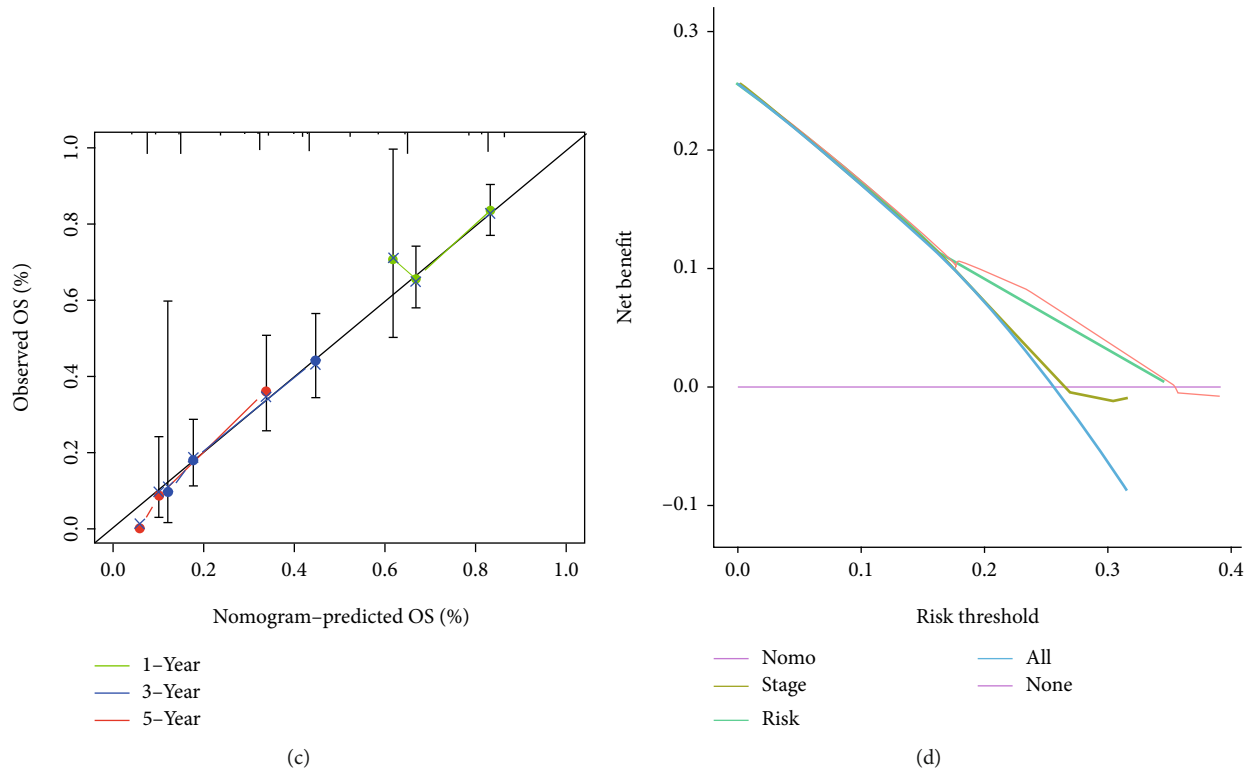 Observed OS (%)
1.0
0.8
0.6
0.4
0.2
0.0
0.0 0.2 0.4 0.6 0.8 1.0
Nomogram–predicted OS (%)
1–Year
3–Year
5–Year
(c)
Net benefit
0.3
0.2
0.1
0.0
–0.1
0.0 0.1 0.2 0.3 0.4
Risk threshold
Nomo
Stage
Risk
All
None
(d)